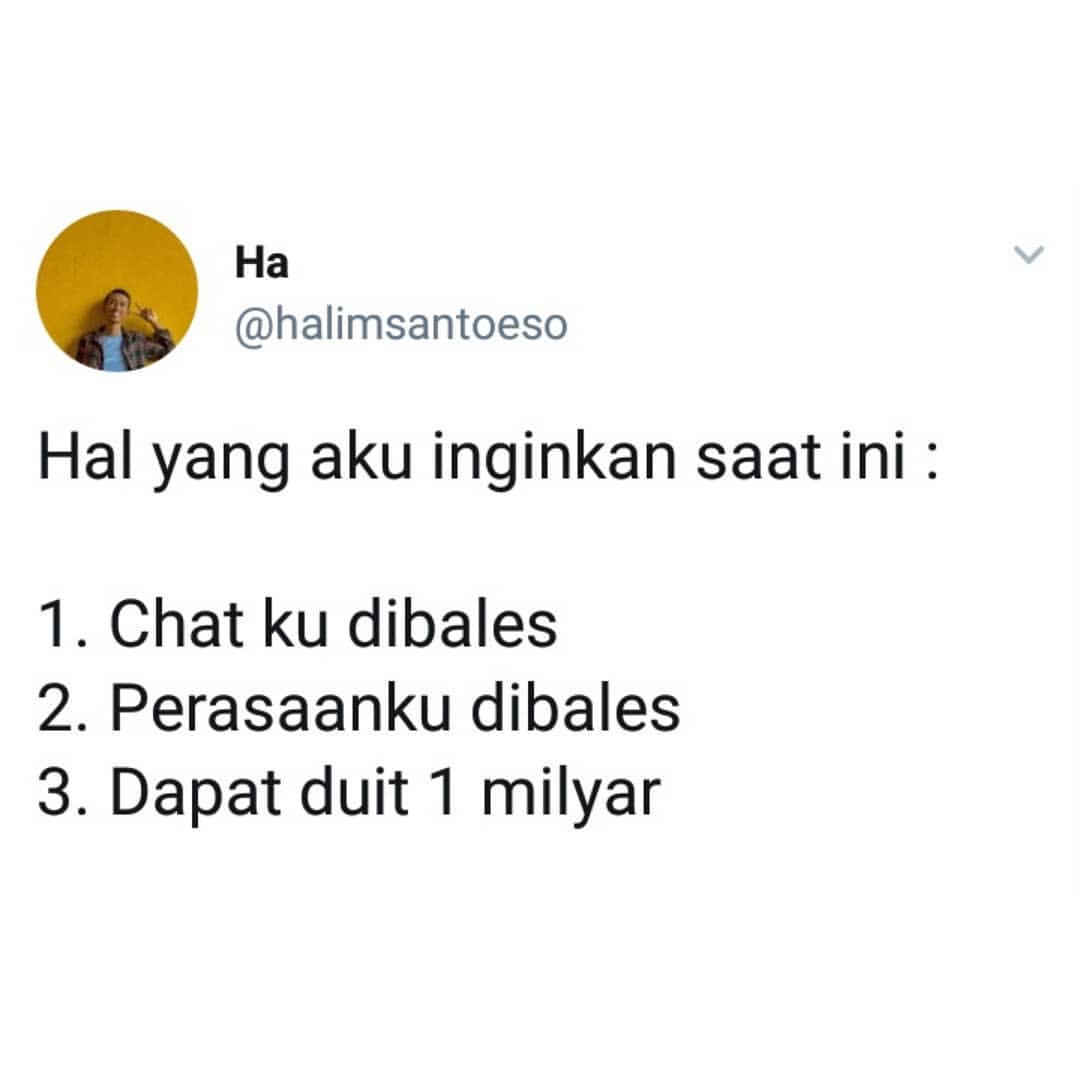 Ha
@halimsantoeso
Hal yang aku inginkan saat ini :
1. Chat ku dibales
2. Perasaanku dibales
3. Dapat duit 1 milyar